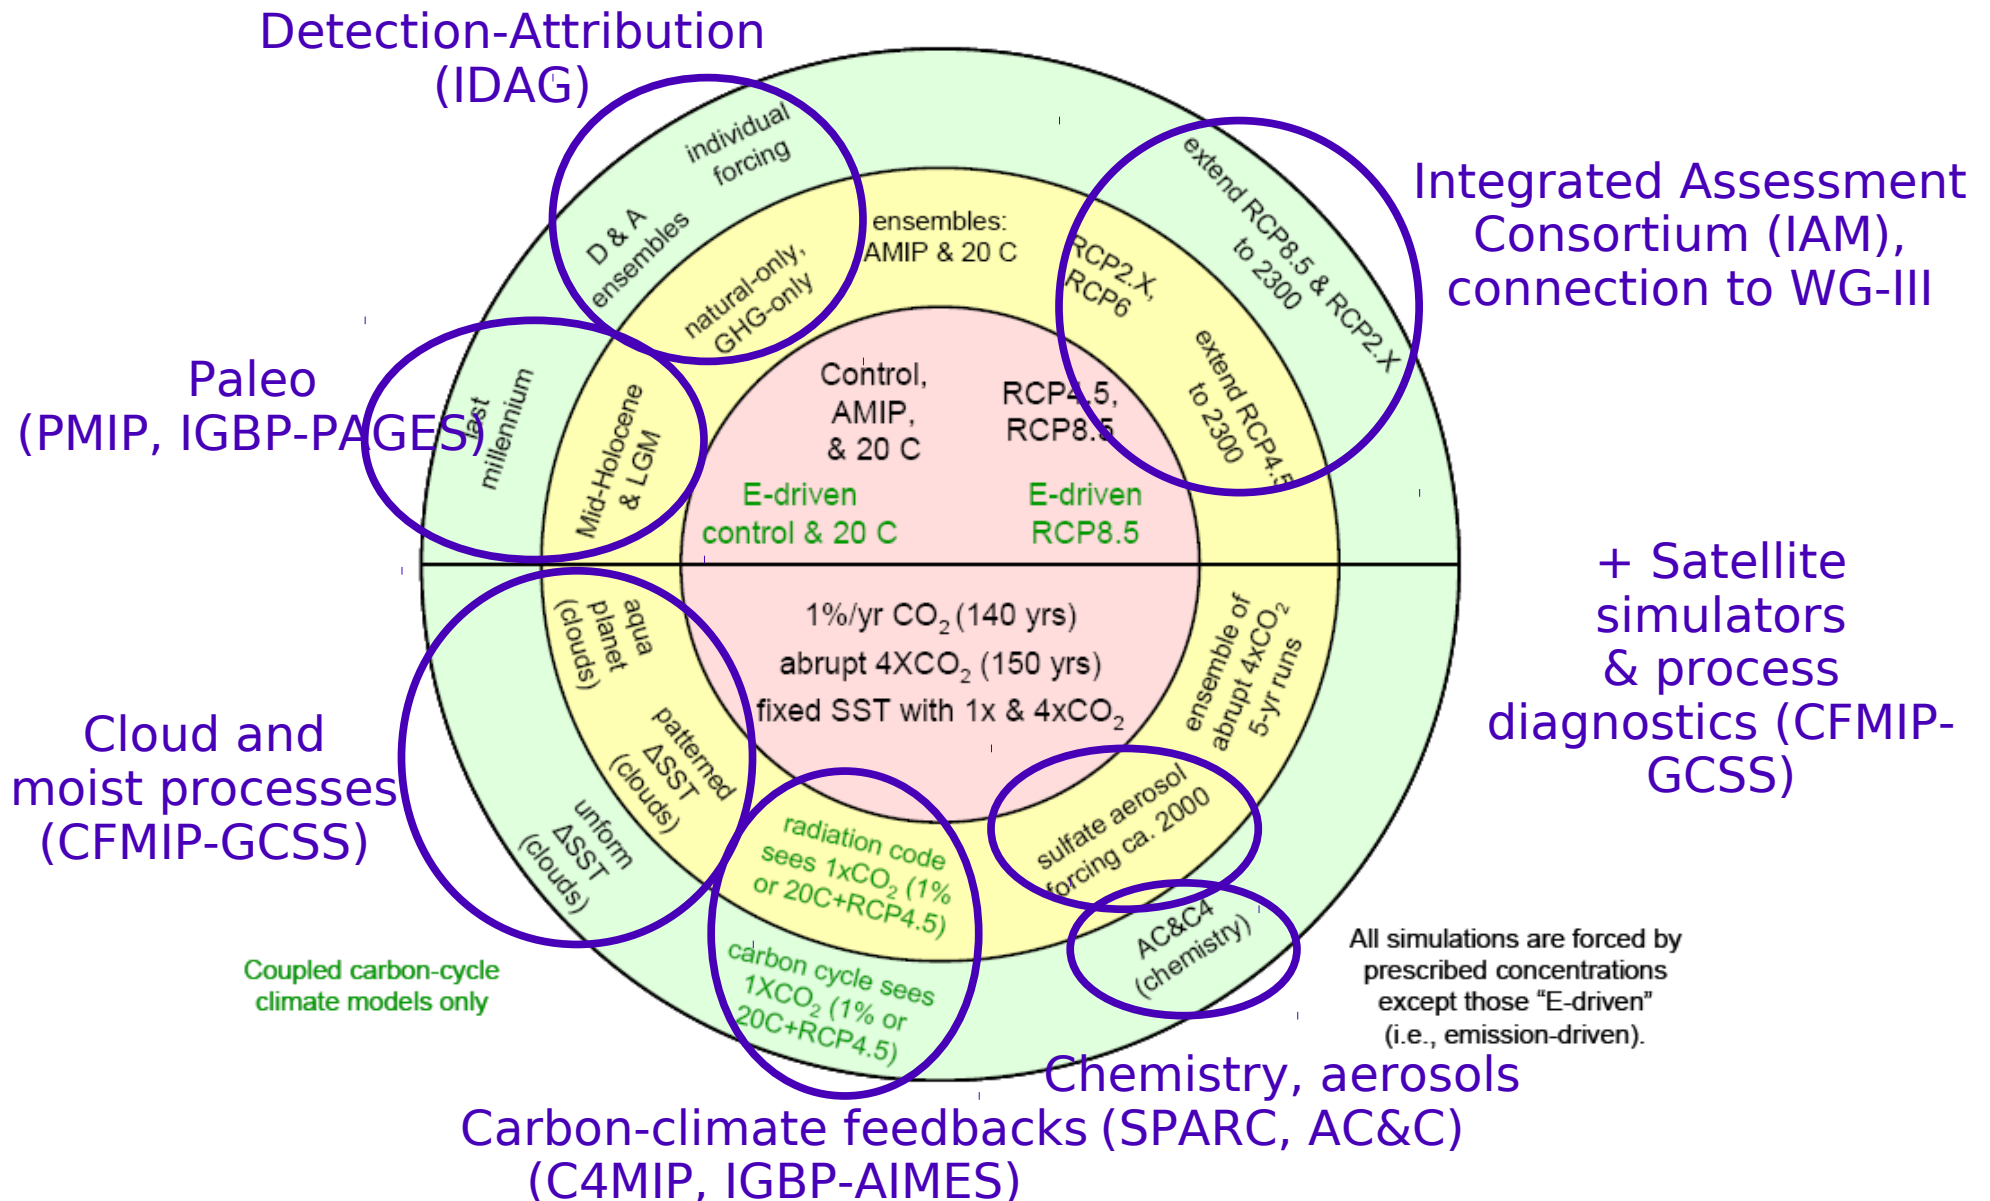 Detection-Attribution
(IDAG)
individual
forcing
D & A
ensembles
natural-only,
GHG-only
ensembles:
AMIP & 20 C
RCP2.X,
RCP6
extend RCP8.5 & RCP2.X
to 2300
extend RCP4.5
to 2300
Integrated Assessment
Consortium (IAM),
connection to WG-III
Paleo
(PMIP, IGBP-PAGES)
last
millennium
Mid-Holocene
& LGM
Control,
AMIP,
& 20 C
RCP4.5,
RCP8.5
E-driven
control & 20 C
E-driven
RCP8.5
1%/yr CO₂ (140 yrs)
abrupt 4XCO₂ (150 yrs)
fixed SST with 1x & 4xCO₂
aqua
planet
(clouds)
patterned
ΔSST
(clouds)
unform
ΔSST
(clouds)
ensemble of
abrupt 4xCO₂
5-yr runs
+ Satellite
simulators
& process
diagnostics (CFMIP-
GCSS)
Cloud and
moist processes
(CFMIP-GCSS)
radiation code
sees 1xCO₂ (1%
or 20C+RCP4.5)
carbon cycle sees
1XCO₂ (1% or
20C+RCP4.5)
sulfate aerosol
forcing ca. 2000
AC&C4
(chemistry)
Coupled carbon-cycle
climate models only
All simulations are forced by
prescribed concentrations
except those “E-driven”
(i.e., emission-driven).
Chemistry, aerosols
(SPARC, AC&C)
Carbon-climate feedbacks
(C4MIP, IGBP-AIMES)